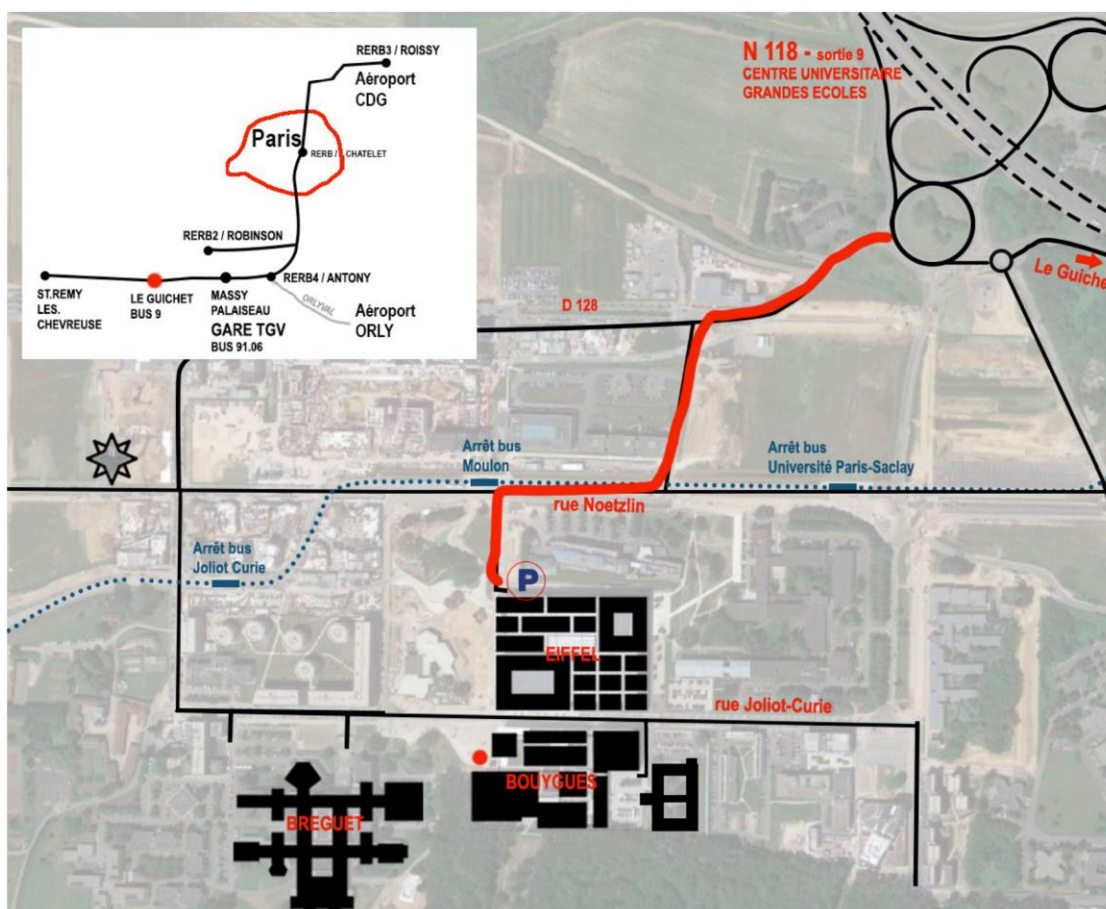 RERB3 / ROISSY
Aéroport
CDG
Paris
RERB / CHATELET
RERB2 / ROBINSON
RERB4 / ANTONY
ST.REMY
LES.
CHEVREUSE
LE GUICHET
BUS 9
MASSY
PALAISEAU
GARE TGV
BUS 91.06
ORLYVAL
Aéroport
ORLY
N 118 - sortie 9
CENTRE UNIVERSITAIRE
GRANDES ECOLES
Le Guiche
D 128
Arrêt bus
Moulon
Arrêt bus
Université Paris-Saclay
rue Noetzlin
Arrêt bus
Joliot Curie
P
EIFFEL
rue Joliot-Curie
BOUYGUES
BREGUET